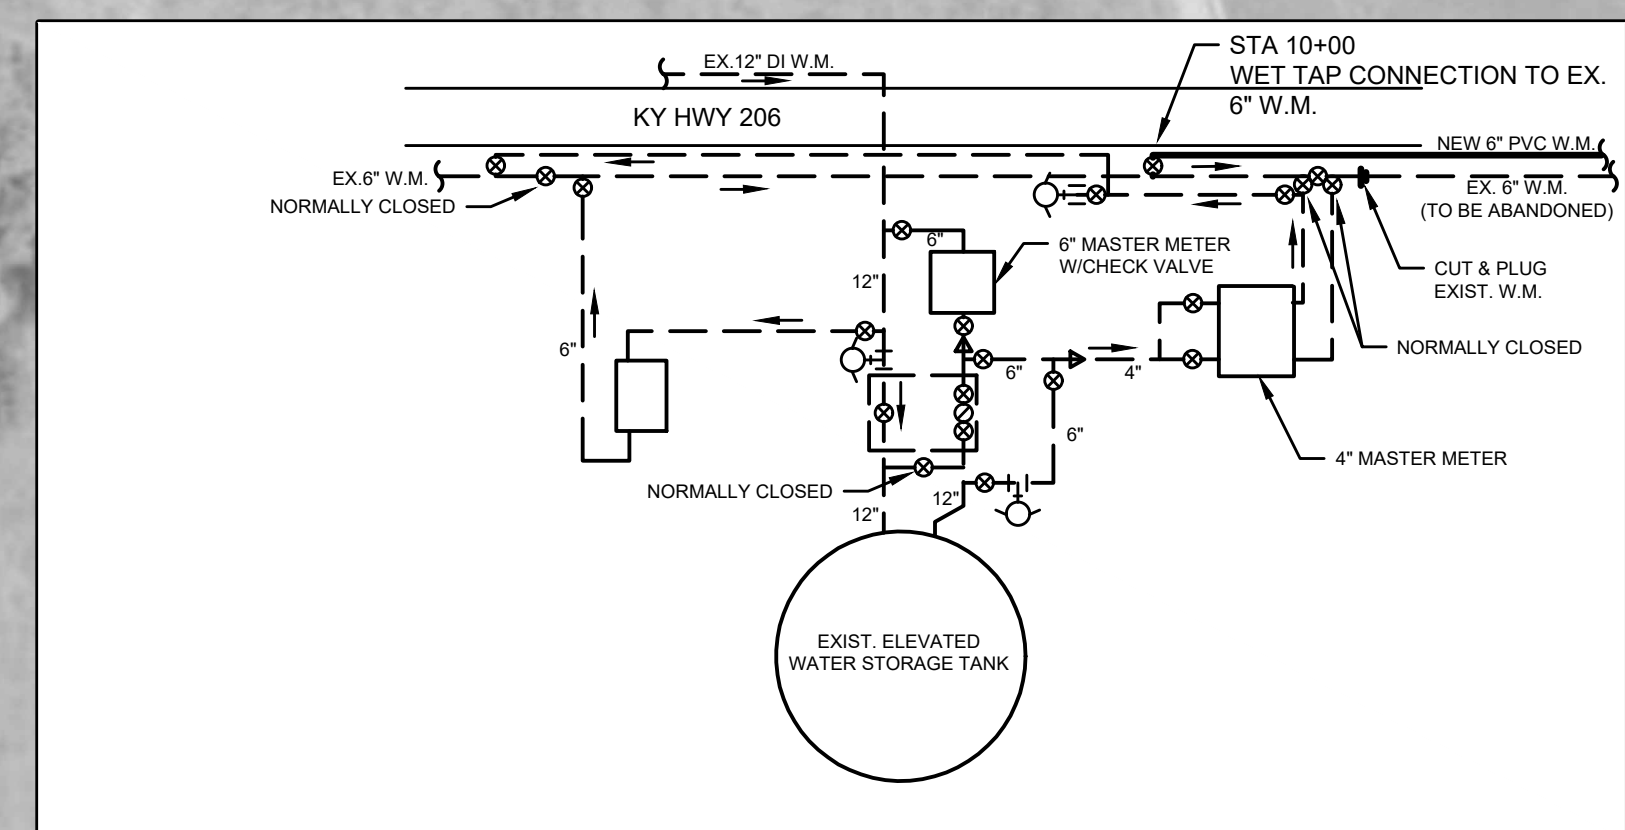 STA 10+00
WET TAP CONNECTION TO EX.
6" W.M.
EX.12" DI W.M.
KY HWY 206
NEW 6" PVC W.M.
EX.6" W.M.
NORMALLY CLOSED
EX. 6" W.M.
(TO BE ABANDONED)
6"
6" MASTER METER
W/CHECK VALVE
12"
CUT & PLUG
EXIST. W.M.
6"
NORMALLY CLOSED
6"
4"
6"
4" MASTER METER
NORMALLY CLOSED
12"
12"
EXIST. ELEVATED
WATER STORAGE TANK